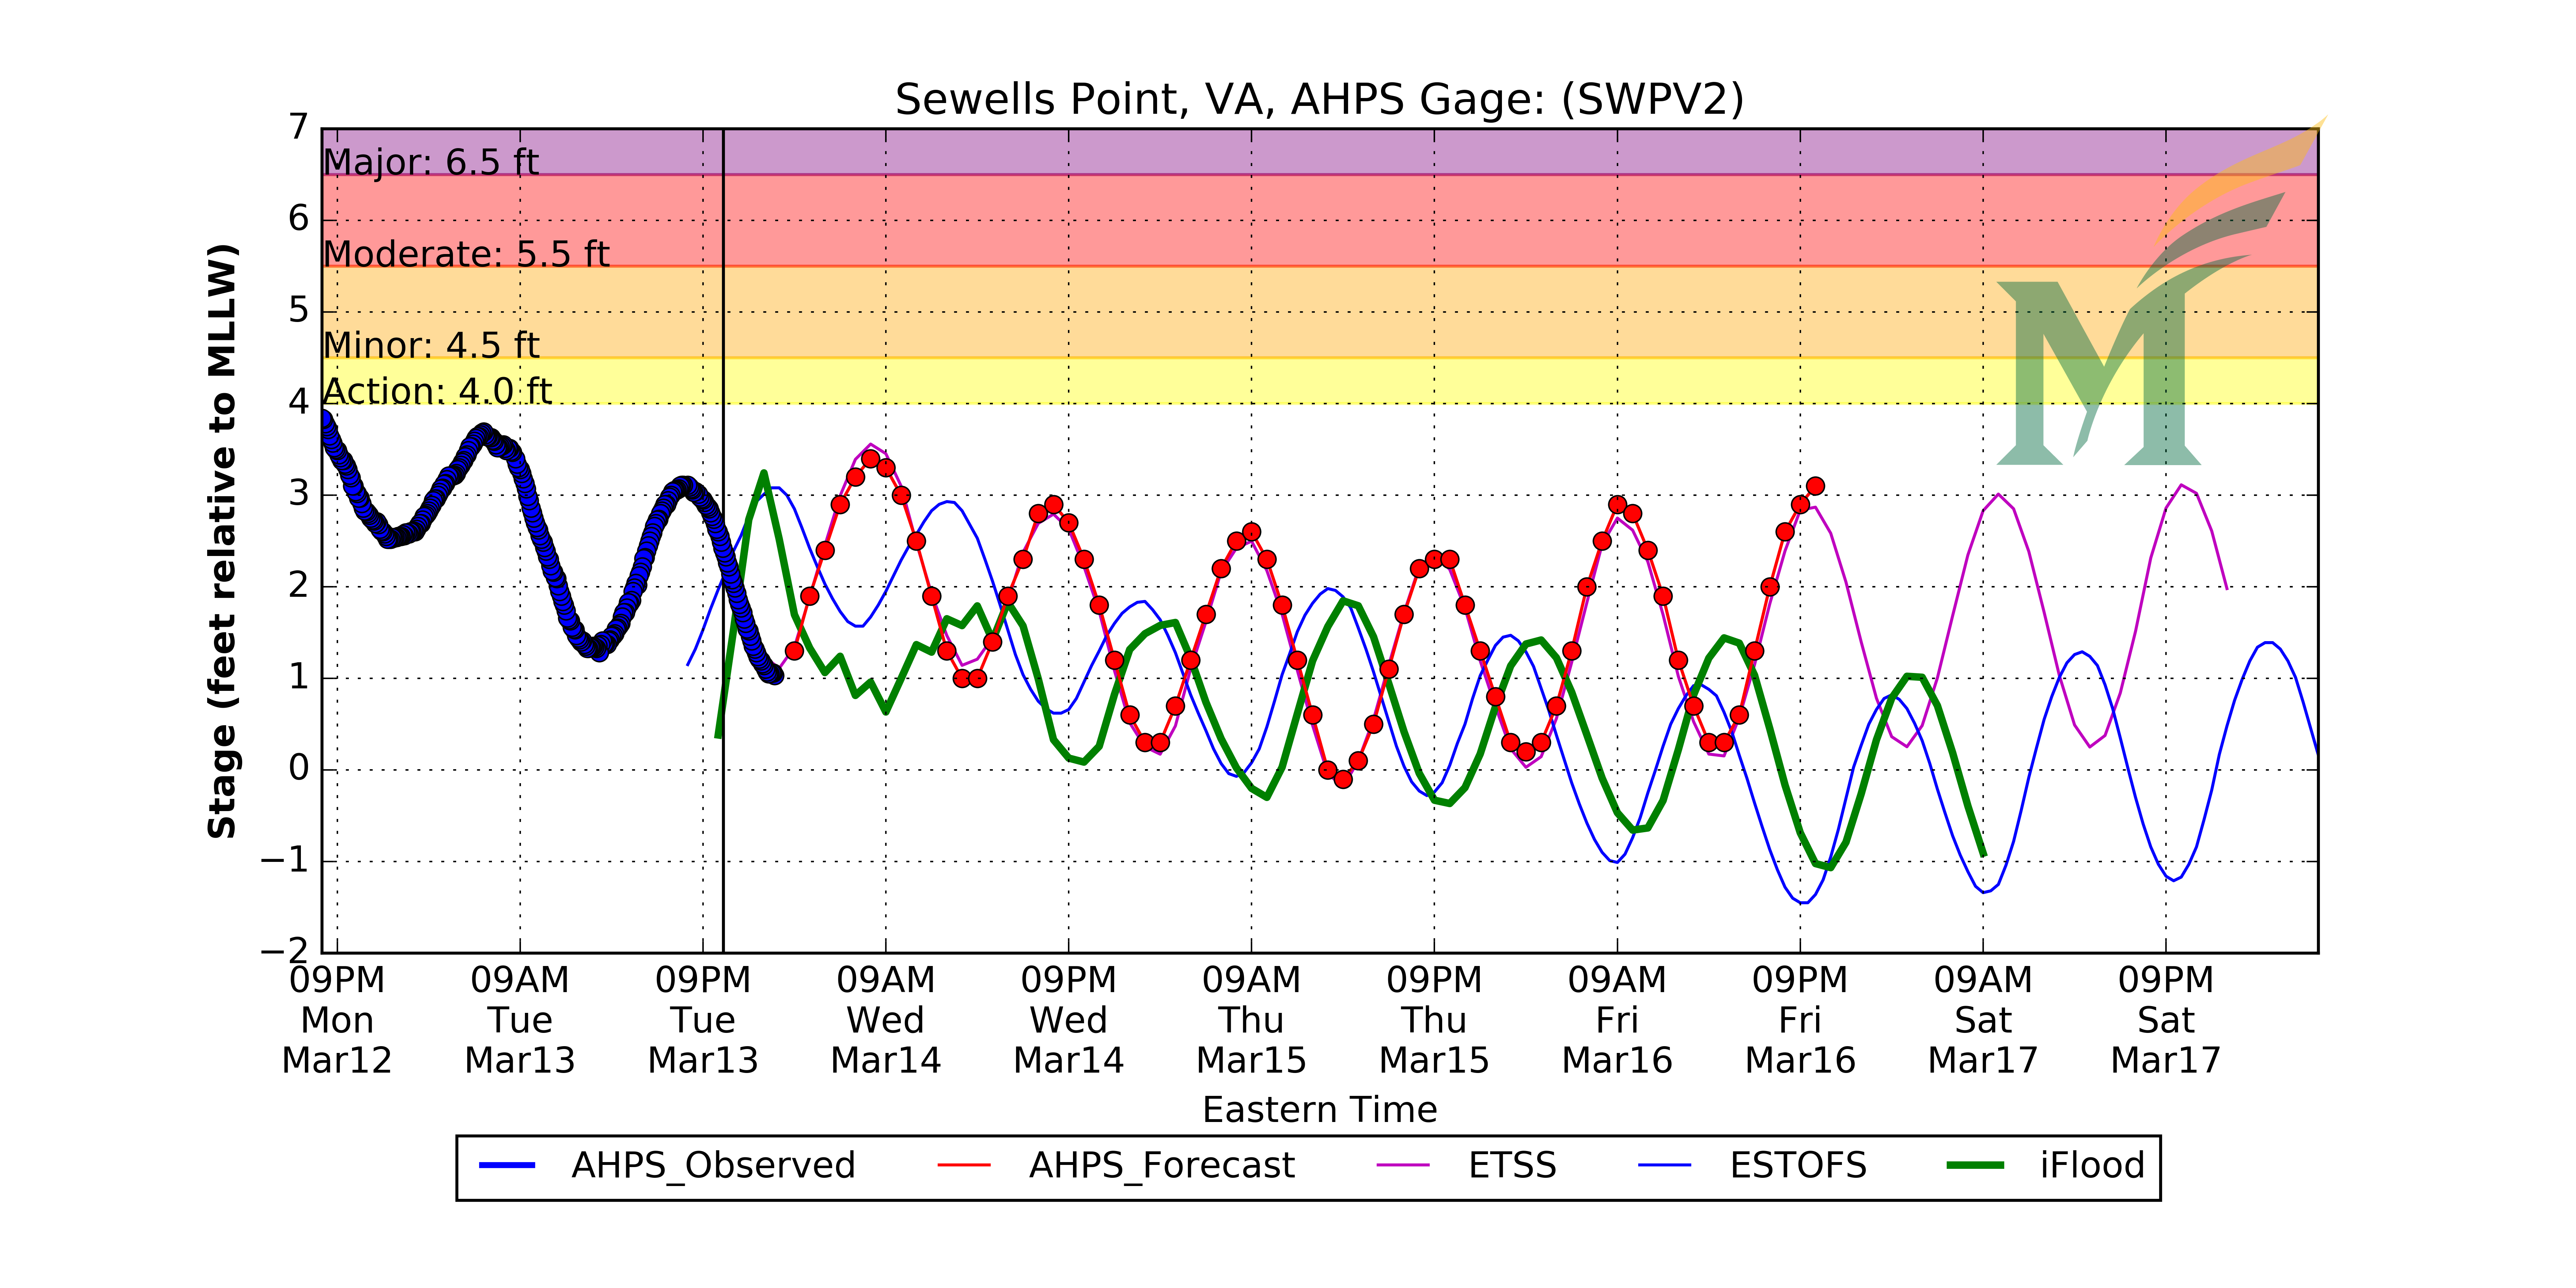 Sewells Point, VA, AHPS Gage: (SWPV2)
Stage (feet relative to MLLW)
7
Major: 6.5 ft
6
Moderate: 5.5 ft
5
Minor: 4.5 ft
Action: 4.0 ft
4
3
2
1
0
−1
−2
09PM 09AM 09PM 09AM 09PM 09AM 09PM 09AM 09PM 09AM 09PM
Mon Tue Tue Wed Wed Thu Thu Fri Fri Sat Sat
Mar12 Mar13 Mar13 Mar14 Mar14 Mar15 Mar15 Mar16 Mar16 Mar17 Mar17
Eastern Time
AHPS_Observed AHPS_Forecast ETSS ESTOFS iFlood
M